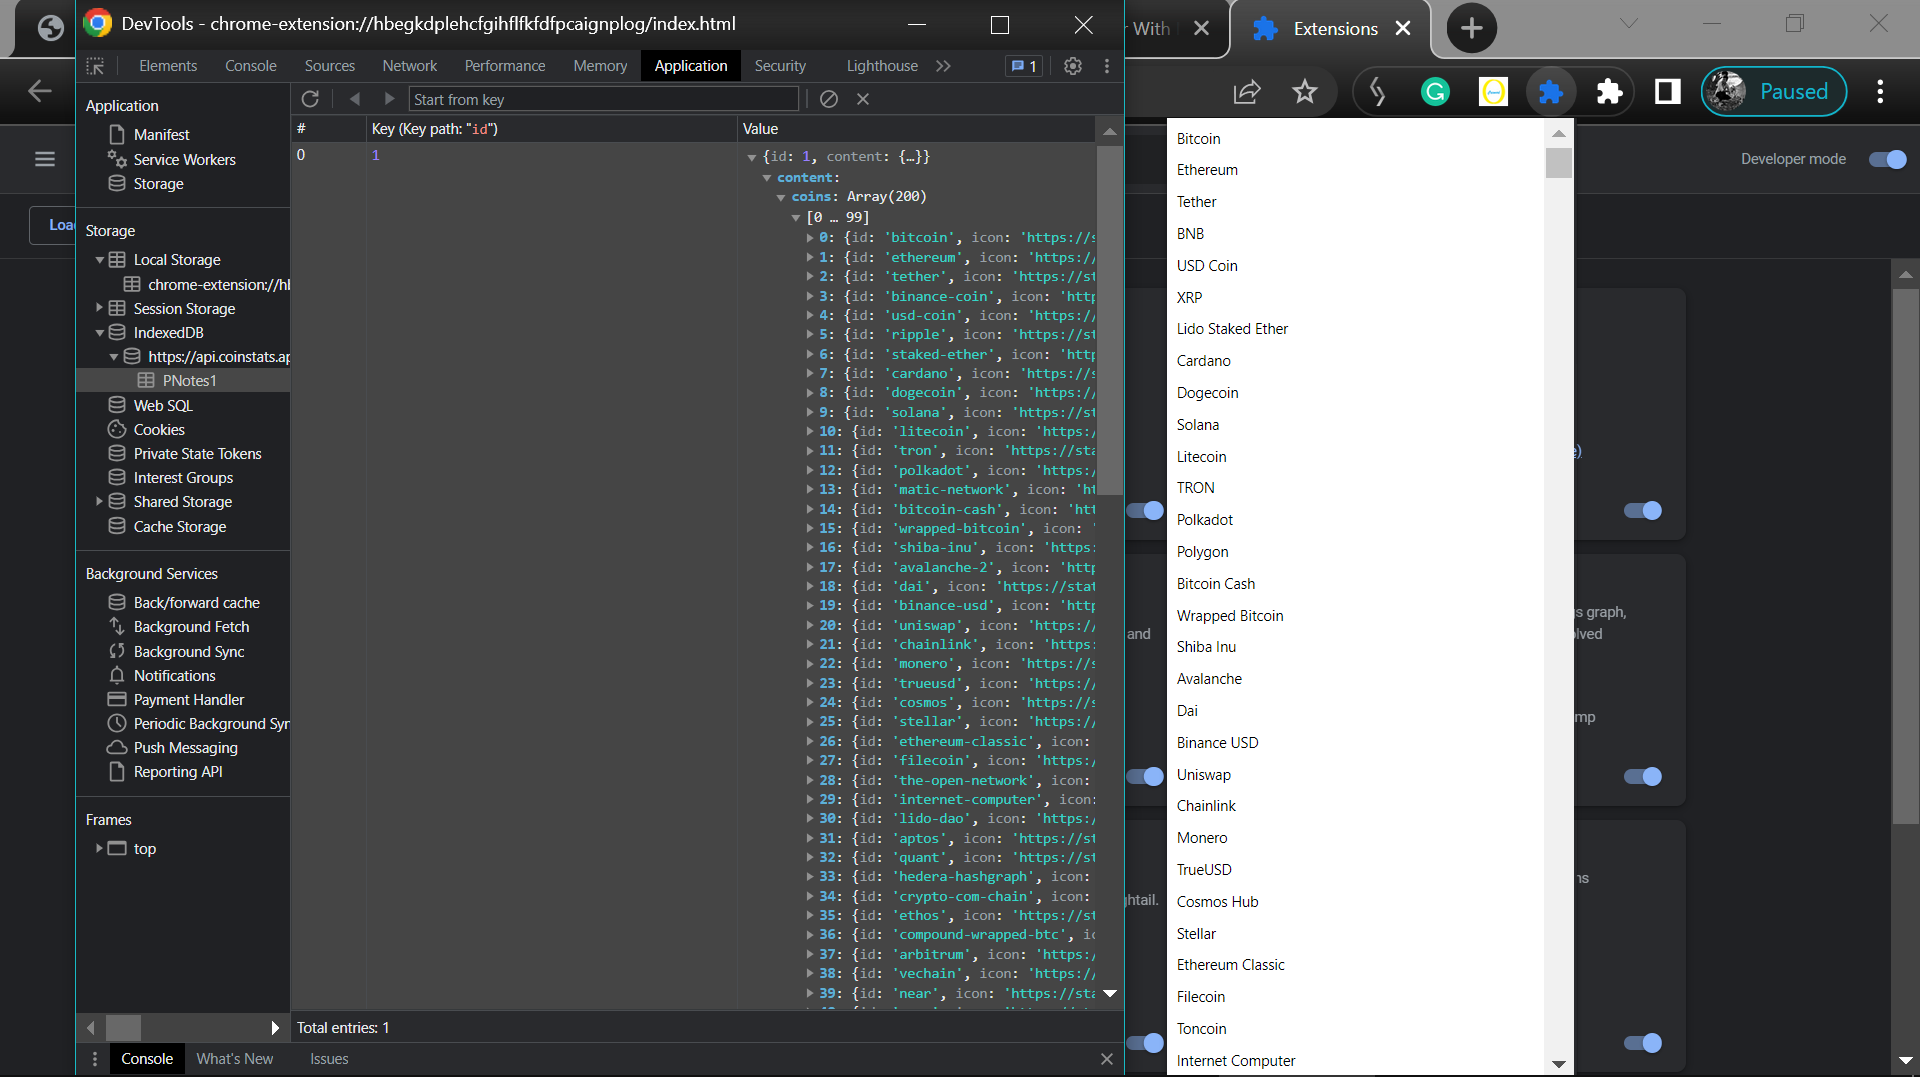 DevTools - chrome-extension://hbegkdplehcfgihflfkfdfpcaignplog/index.html
Elements Console Sources Network Performance Memory Application Security Lighthouse 1
Application
Manifest
Service Workers
Storage
Storage
Local Storage
chrome-extension://hl
Session Storage
IndexedDB
https://api.coinstats.ap
PNotes1
Web SQL
Cookies
Private State Tokens
Interest Groups
Shared Storage
Cache Storage
Background Services
Back/forward cache
Background Fetch
Background Sync
Notifications
Payment Handler
Periodic Background Syn
Push Messaging
Reporting API
Frames
top
Start from key
# Key (Key path: "id") Value
0 1 {id: 1, content: {…}}
content:
coins: Array(200)
[0 … 99]
0: {id: 'bitcoin', icon: 'https://s
1: {id: 'ethereum', icon: 'https://
2: {id: 'tether', icon: 'https://st
3: {id: 'binance-coin', icon: 'http
4: {id: 'usd-coin', icon: 'https:/
5: {id: 'ripple', icon: 'https://st
6: {id: 'staked-ether', icon: 'http
7: {id: 'cardano', icon: 'https://s
8: {id: 'dogecoin', icon: 'https:/
9: {id: 'solana', icon: 'https://st
10: {id: 'litecoin', icon: 'https:/
11: {id: 'tron', icon: 'https://sta
12: {id: 'polkadot', icon: 'https:/
13: {id: 'matic-network', icon: 'ht
14: {id: 'bitcoin-cash', icon: 'htt
15: {id: 'wrapped-bitcoin', icon: '
16: {id: 'shiba-inu', icon: 'https:
17: {id: 'avalanche-2', icon: 'http
18: {id: 'dai', icon: 'https://stat
19: {id: 'binance-usd', icon: 'http
20: {id: 'uniswap', icon: 'https://
21: {id: 'chainlink', icon: 'https:
22: {id: 'monero', icon: 'https://s
23: {id: 'trueusd', icon: 'https://
24: {id: 'cosmos', icon: 'https://s
25: {id: 'stellar', icon: 'https://
26: {id: 'ethereum-classic', icon:
27: {id: 'filecoin', icon: 'https:/
28: {id: 'the-open-network', icon:
29: {id: 'internet-computer', icon:
30: {id: 'lido-dao', icon: 'https:/
31: {id: 'aptos', icon: 'https://st
32: {id: 'quant', icon: 'https://st
33: {id: 'hedera-hashgraph', icon:
34: {id: 'crypto-com-chain', icon:
35: {id: 'ethos', icon: 'https://st
36: {id: 'compound-wrapped-btc', ic
37: {id: 'arbitrum', icon: 'https:/
38: {id: 'vechain', icon: 'https://
39: {id: 'near', icon: 'https://sta
Total entries: 1
Console What's New Issues
With Extensions
Paused
Developer mode
Loa
Bitcoin
Ethereum
Tether
BNB
USD Coin
XRP
Lido Staked Ether
Cardano
Dogecoin
Solana
Litecoin
TRON
Polkadot
Polygon
Bitcoin Cash
Wrapped Bitcoin
Shiba Inu
Avalanche
Dai
Binance USD
Uniswap
Chainlink
Monero
TrueUSD
Cosmos Hub
Stellar
Ethereum Classic
Filecoin
Toncoin
Internet Computer
and
htail.
s graph,
lved
mp
ns